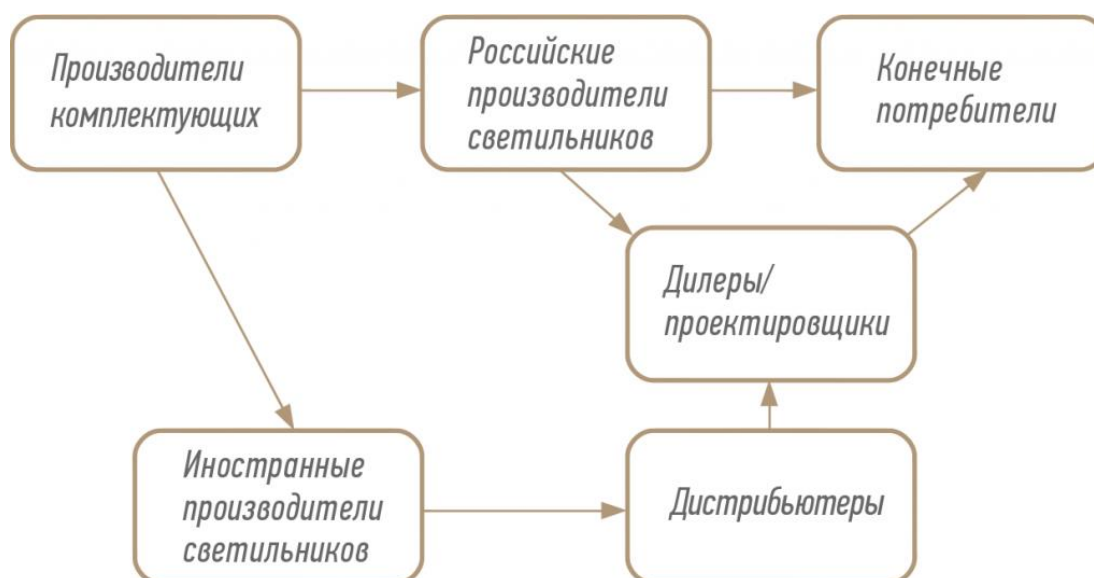 Производители
комплектующих
Российские
производители
светильников
Конечные
потребители
Дилеры/
проектировщики
Иностранные
производители
светильников
Дистрибьютеры